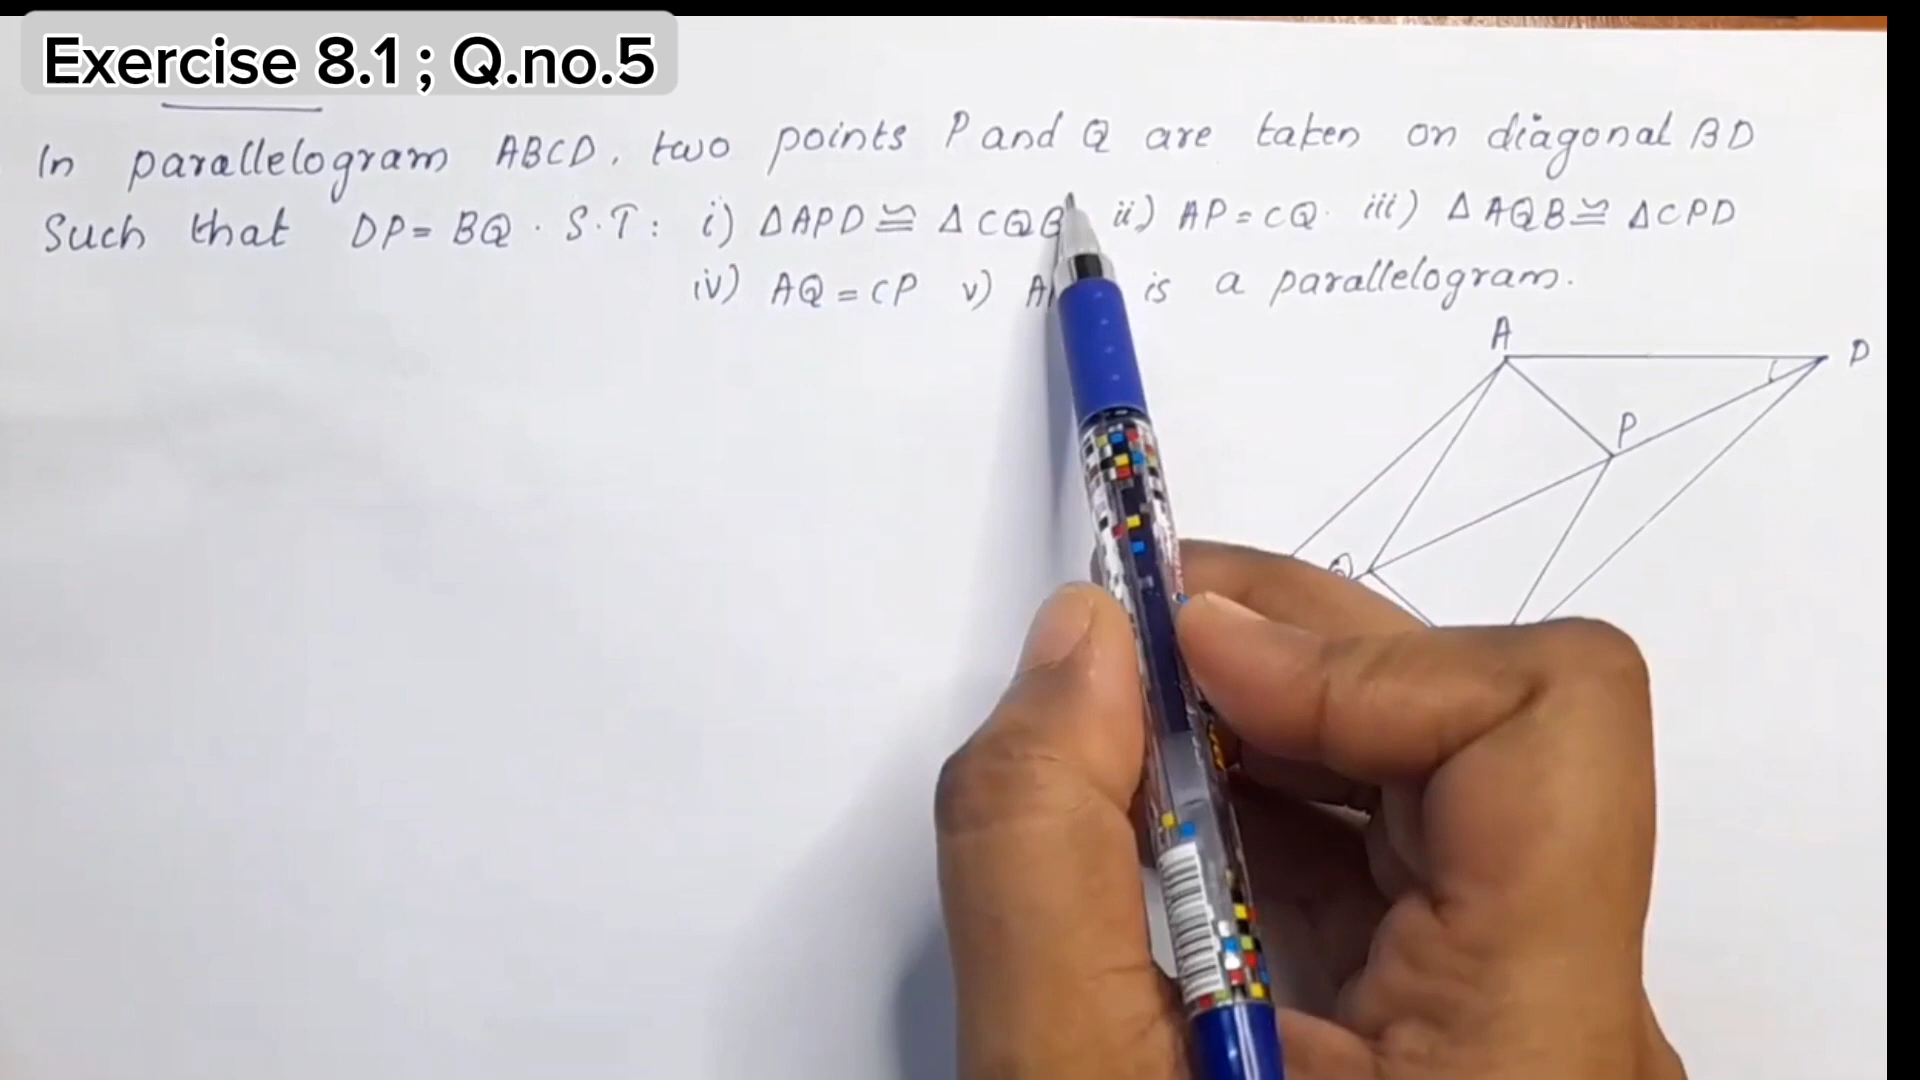 Exercise 8.1 ; Q.no.5
In parallelogram ABCD, two points P and Q are taken on diagonal BD
Such that DP = BQ . S.T : i) ΔAPD ≅ ΔCQB ii) AP = CQ. iii) ΔAQB ≅ ΔCPD
iv) AQ = CP v) is a parallelogram.
A
D
P
Q